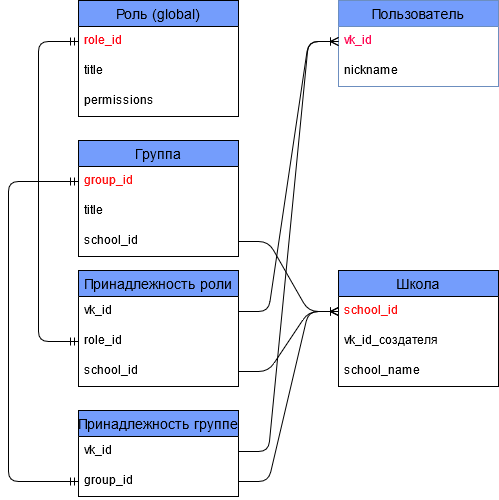 Роль (global)
role_id
title
permissions
Пользователь
vk_id
nickname
Группа
group_id
title
school_id
Принадлежность роли
vk_id
role_id
school_id
Школа
school_id
vk_id_создателя
school_name
Принадлежность группе
vk_id
group_id